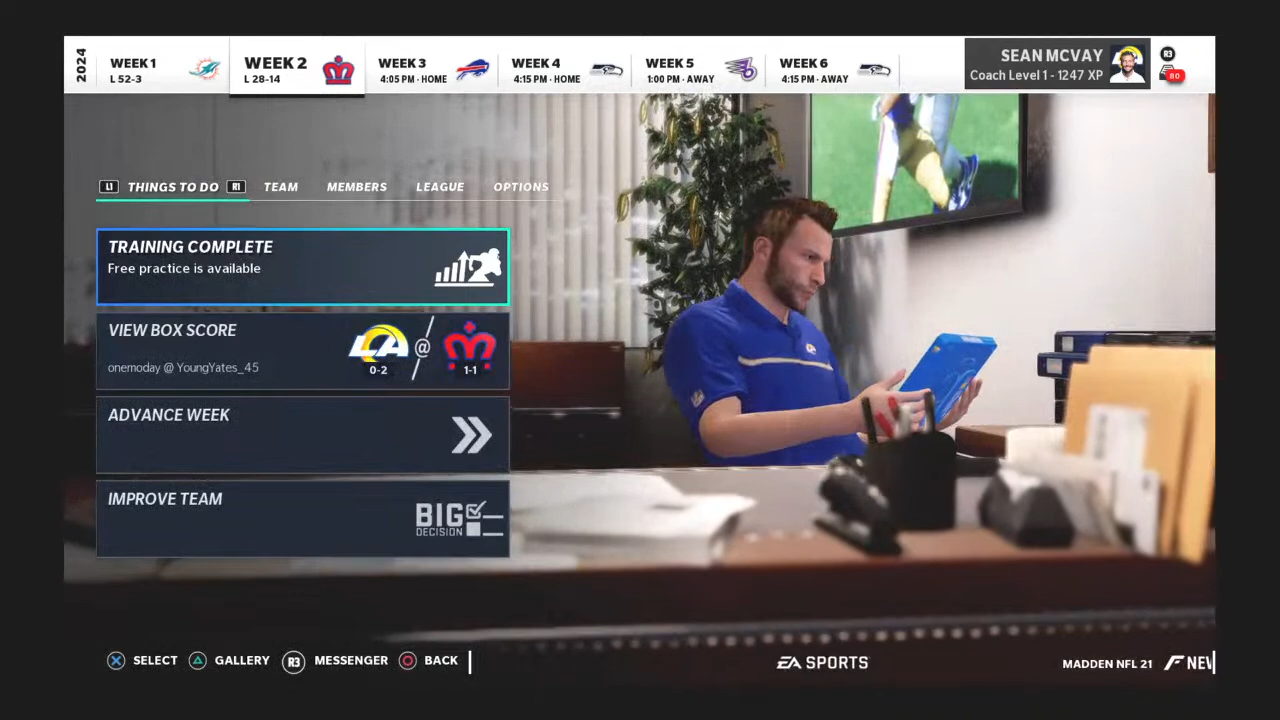 2024
WEEK 1
L 52-3
WEEK 2
L 28-14
WEEK 3
4:05 PM · HOME
WEEK 4
4:15 PM · HOME
WEEK 5
1:00 PM · AWAY
WEEK 6
4:15 PM · AWAY
SEAN MCVAY
Coach Level 1 - 1247 XP
R3
80
L1 THINGS TO DO R1 TEAM MEMBERS LEAGUE OPTIONS
TRAINING COMPLETE
Free practice is available
VIEW BOX SCORE
LA @
0-2 1-1
onemoday @ YoungYates_45
ADVANCE WEEK
IMPROVE TEAM
BIG
DECISION
SELECT GALLERY R3 MESSENGER BACK
EA SPORTS
MADDEN NFL 21 NEW